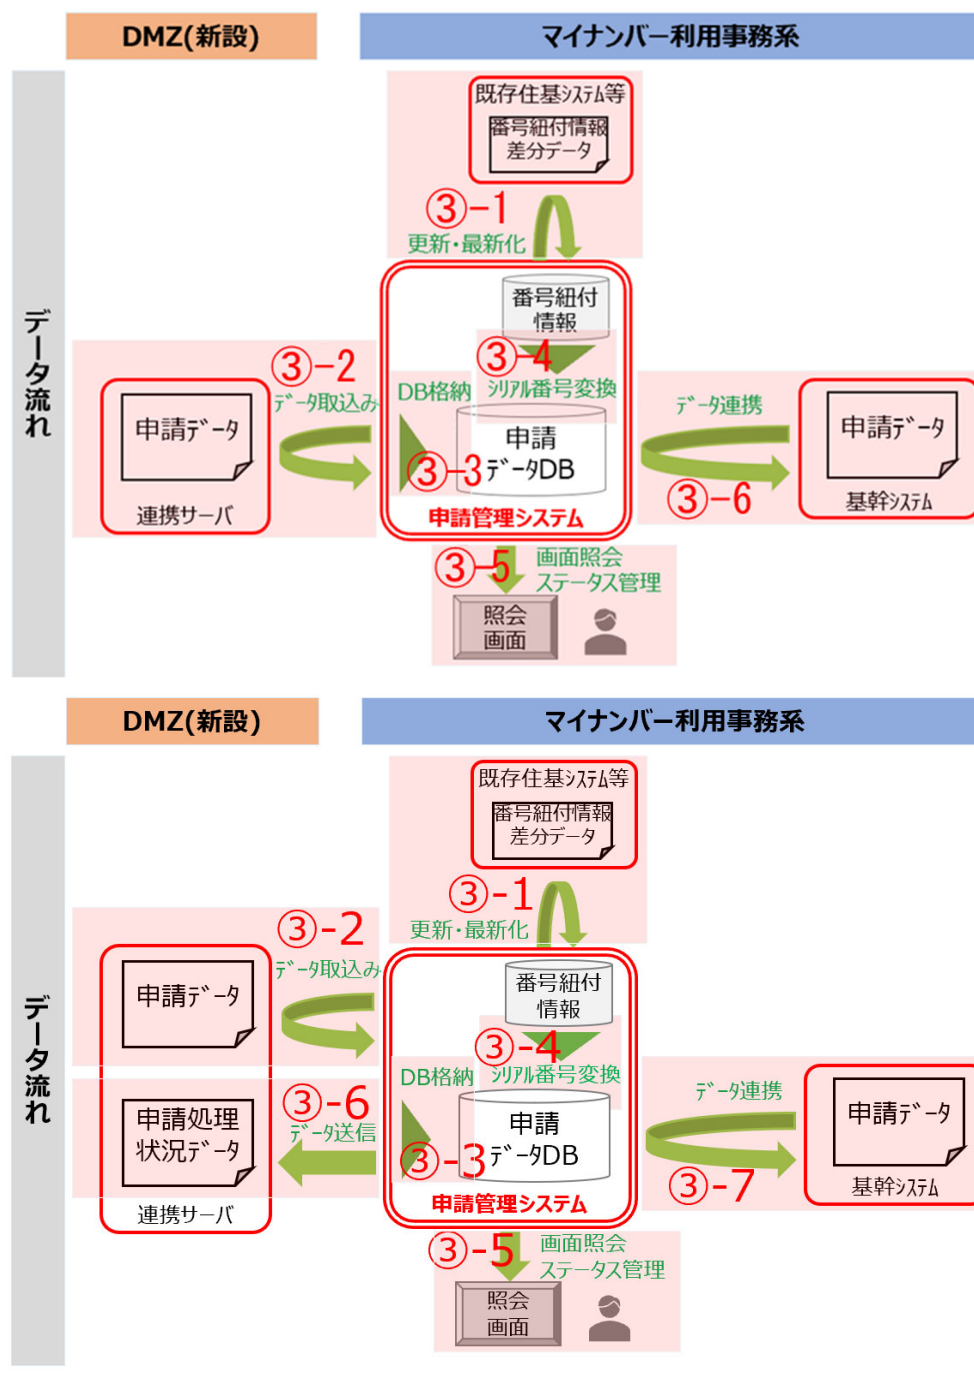 DMZ(新設)
マイナンバー利用事務系
データ流れ
既存住基ｼｽﾃﾑ等
番号紐付情報
差分データ
③-1
更新・最新化
番号紐付
情報
③-2
ﾃﾞｰﾀ取込み
③-4
ｼﾘｱﾙ番号変換
DB格納
申請データ
連携サーバ
③-3
申請
ﾃﾞｰﾀDB
申請管理システム
ﾃﾞｰﾀ連携
③-6
申請ﾃﾞｰﾀ
基幹ｼｽﾃﾑ
③-5
画面照会
ステータス管理
照会
画面
DMZ(新設)
マイナンバー利用事務系
データ流れ
既存住基ｼｽﾃﾑ等
番号紐付情報
差分データ
③-1
更新・最新化
③-2
ﾃﾞｰﾀ取込み
番号紐付
情報
申請ﾃﾞｰﾀ
③-4
ｼﾘｱﾙ番号変換
DB格納
③-6
ﾃﾞｰﾀ送信
申請処理
状況データ
連携サーバ
③-3
申請
ﾃﾞｰﾀDB
申請管理システム
ﾃﾞｰﾀ連携
③-7
申請ﾃﾞｰﾀ
基幹ｼｽﾃﾑ
③-5
画面照会
ステータス管理
照会
画面